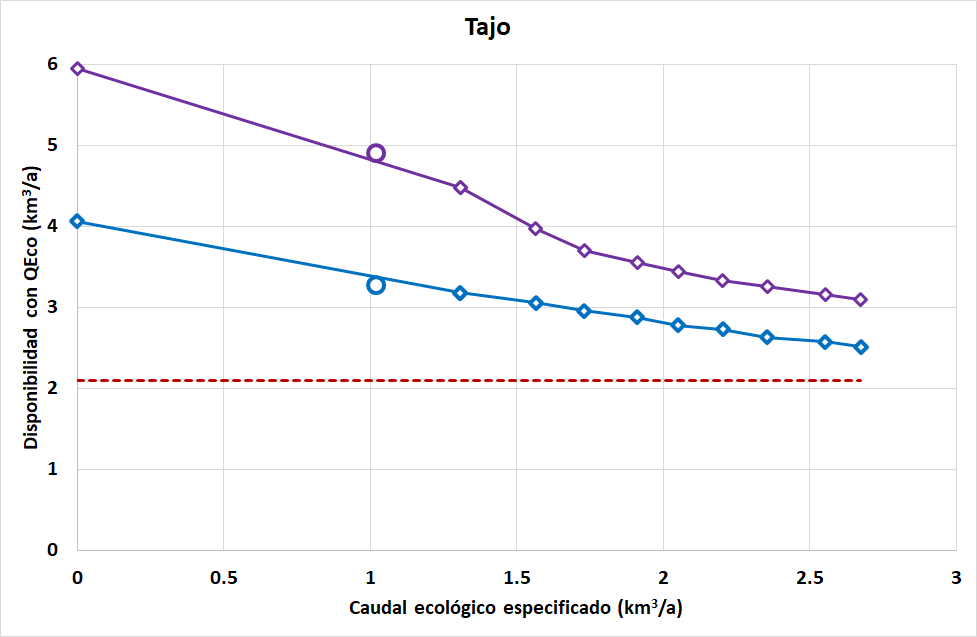 Tajo
Disponibilidad con QEco (km³/a)
6
5
4
3
2
1
0
0 0.5 1 1.5 2 2.5 3
Caudal ecológico especificado (km³/a)